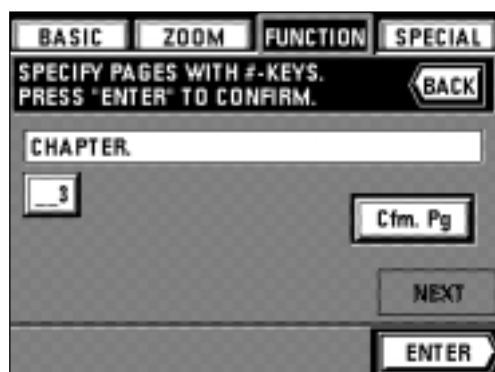 BASIC ZOOM FUNCTION SPECIAL
SPECIFY PAGES WITH #-KEYS.
PRESS "ENTER" TO CONFIRM.
BACK
CHAPTER.
__3
Cfm. Pg
NEXT
ENTER